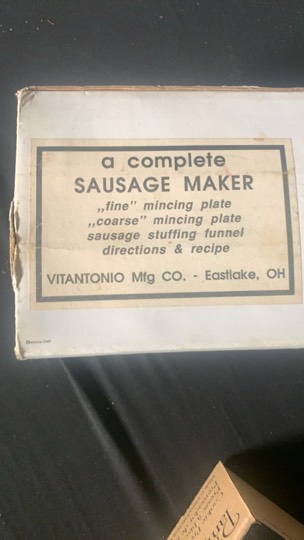 a complete
SAUSAGE MAKER
„fine” mincing plate
„coarse” mincing plate
sausage stuffing funnel
directions & recipe
VITANTONIO Mfg CO. - Eastlake, OH